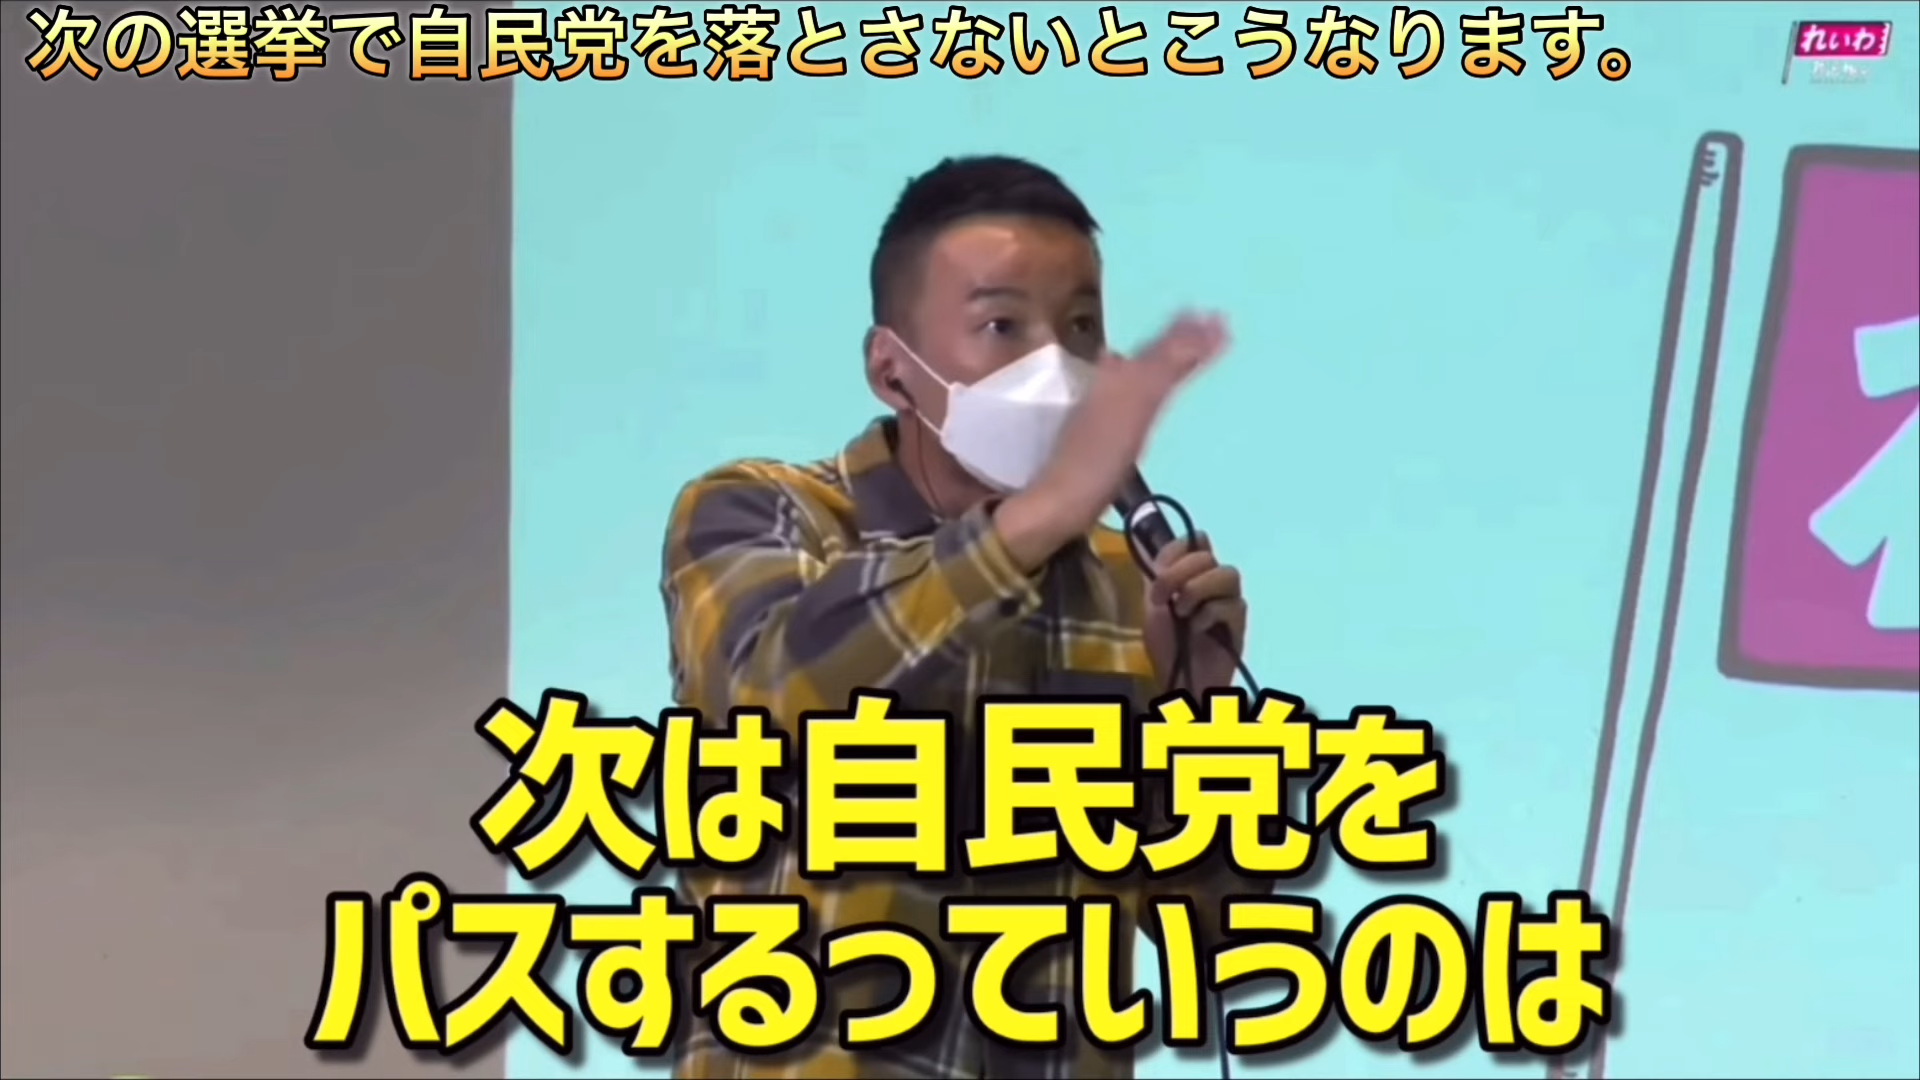 次の選挙で自民党を落とさないとこうなります。
れいわ
次は自民党を
パスするっていうのは